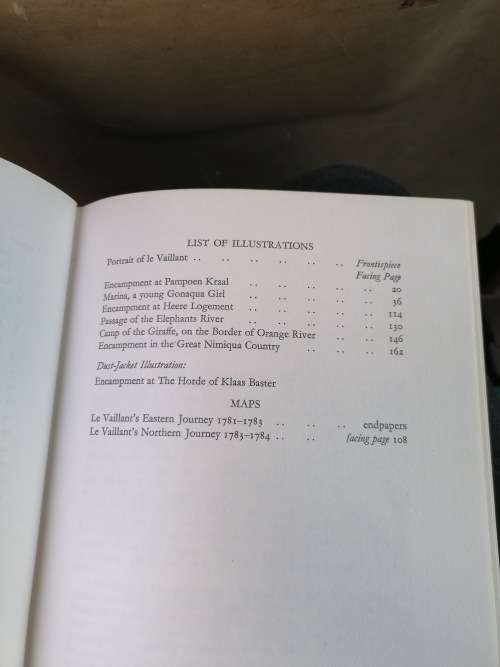 LIST OF ILLUSTRATIONS
Portrait of le Vaillant .. .. .. .. .. .. Frontispiece
Facing Page
Encampment at Pampoen Kraal .. .. .. .. .. 20
Marina, a young Gonaqua Girl .. .. .. .. .. 36
Encampment at Heere Logement .. .. .. .. .. 114
Passage of the Elephants River .. .. .. .. .. 130
Camp of the Giraffe, on the Border of Orange River .. .. 146
Encampment in the Great Nimiqua Country .. .. .. 162
Dust-Jacket Illustration:
Encampment at The Horde of Klaas Baster
MAPS
Le Vaillant's Eastern Journey 1781–1783 .. .. .. endpapers
Le Vaillant's Northern Journey 1783–1784 .. .. facing page 108